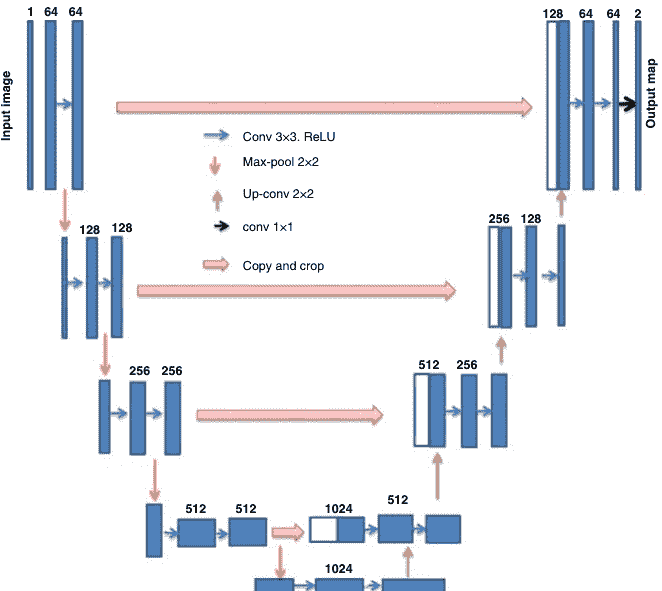 1 64 64
128 64 64 2
Input image
Output map
Conv 3×3. ReLU
Max-pool 2×2
Up-conv 2×2
conv 1×1
Copy and crop
128 128
256 128
256 256
512 256
512 512
1024 512
1024